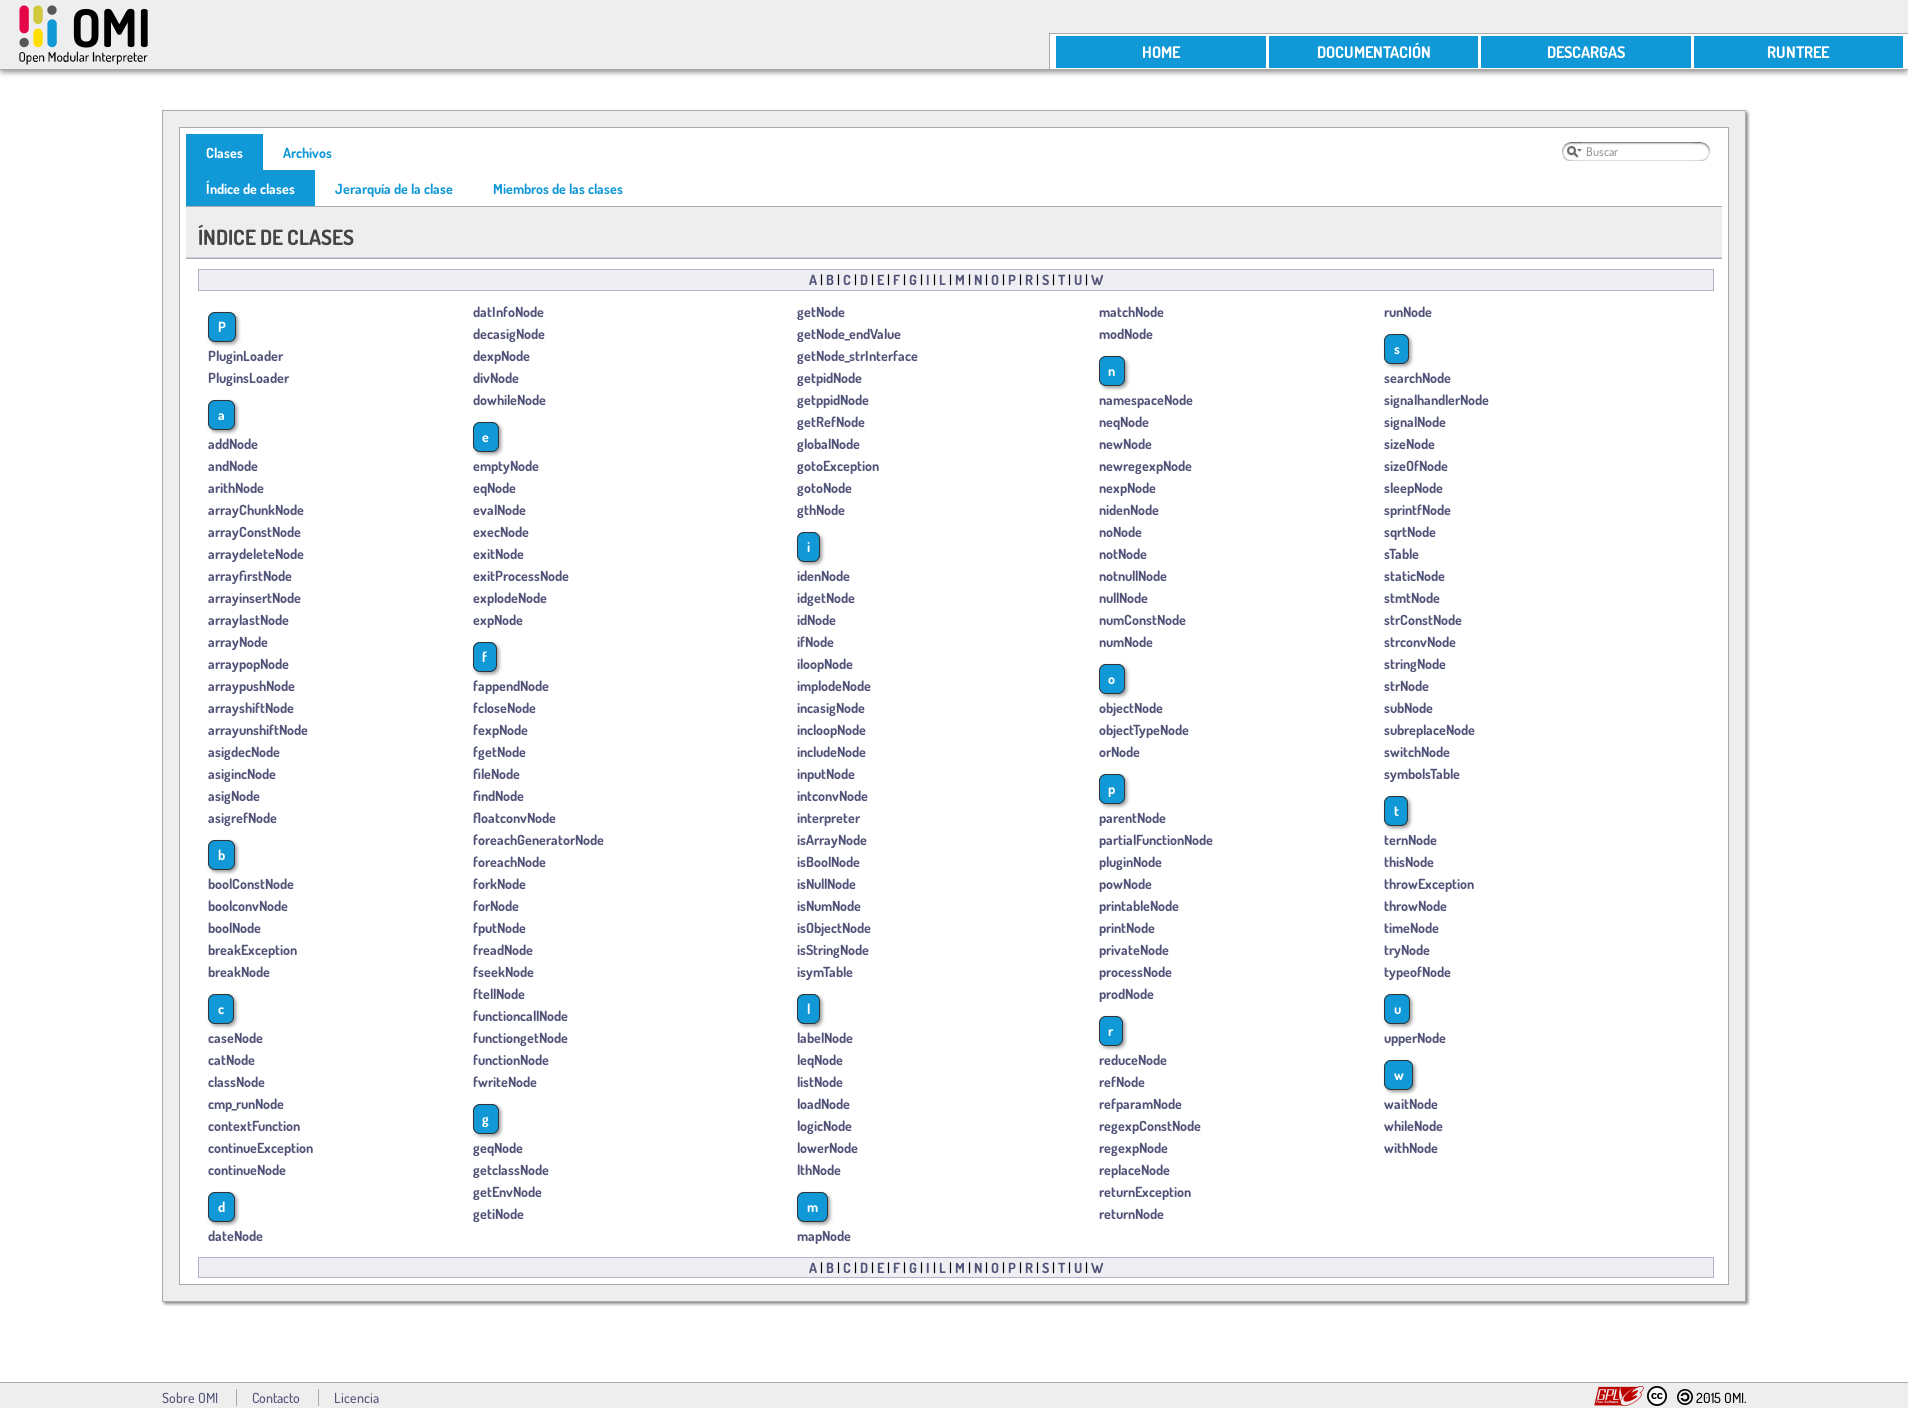 OMI
Open Modular Interpreter
HOME
DOCUMENTACIÓN
DESCARGAS
RUNTREE
Clases
Archivos
Buscar
Índice de clases
Jerarquía de la clase
Miembros de las clases
ÍNDICE DE CLASES
A | B | C | D | E | F | G | I | L | M | N | O | P | R | S | T | U | W
P
PluginLoader
PluginsLoader
a
addNode
andNode
arithNode
arrayChunkNode
arrayConstNode
arraydeleteNode
arrayfirstNode
arrayinsertNode
arraylastNode
arrayNode
arraypopNode
arraypushNode
arrayshiftNode
arrayunshiftNode
asigdecNode
asigincNode
asigNode
asigrefNode
b
boolConstNode
boolconvNode
boolNode
breakException
breakNode
c
caseNode
catNode
classNode
cmp_runNode
contextFunction
continueException
continueNode
d
dateNode
datInfoNode
decasigNode
dexpNode
divNode
dowhileNode
e
emptyNode
eqNode
evalNode
execNode
exitNode
exitProcessNode
explodeNode
expNode
f
fappendNode
fcloseNode
fexpNode
fgetNode
fileNode
findNode
floatconvNode
foreachGeneratorNode
foreachNode
forkNode
forNode
fputNode
freadNode
fseekNode
ftellNode
functioncallNode
functiongetNode
functionNode
fwriteNode
g
geqNode
getclassNode
getEnvNode
getiNode
getNode
getNode_endValue
getNode_strInterface
getpidNode
getppidNode
getRefNode
globalNode
gotoException
gotoNode
gthNode
i
idenNode
idgetNode
idNode
ifNode
iloopNode
implodeNode
incasigNode
incloopNode
includeNode
inputNode
intconvNode
interpreter
isArrayNode
isBoolNode
isNullNode
isNumNode
isObjectNode
isStringNode
isymTable
l
labelNode
leqNode
listNode
loadNode
logicNode
lowerNode
lthNode
m
mapNode
matchNode
modNode
n
namespaceNode
neqNode
newNode
newregexpNode
nexpNode
nidenNode
noNode
notNode
notnullNode
nullNode
numConstNode
numNode
o
objectNode
objectTypeNode
orNode
p
parentNode
partialFunctionNode
pluginNode
powNode
printableNode
printNode
privateNode
processNode
prodNode
r
reduceNode
refNode
refparamNode
regexpConstNode
regexpNode
replaceNode
returnException
returnNode
runNode
s
searchNode
signalhandlerNode
signalNode
sizeNode
sizeOfNode
sleepNode
sprintfNode
sqrtNode
sTable
staticNode
stmtNode
strConstNode
strconvNode
stringNode
strNode
subNode
subreplaceNode
switchNode
symbolsTable
t
ternNode
thisNode
throwException
throwNode
timeNode
tryNode
typeofNode
u
upperNode
w
waitNode
whileNode
withNode
A | B | C | D | E | F | G | I | L | M | N | O | P | R | S | T | U | W
Sobre OMI
Contacto
Licencia
GPLv3
cc
2015 OMI.